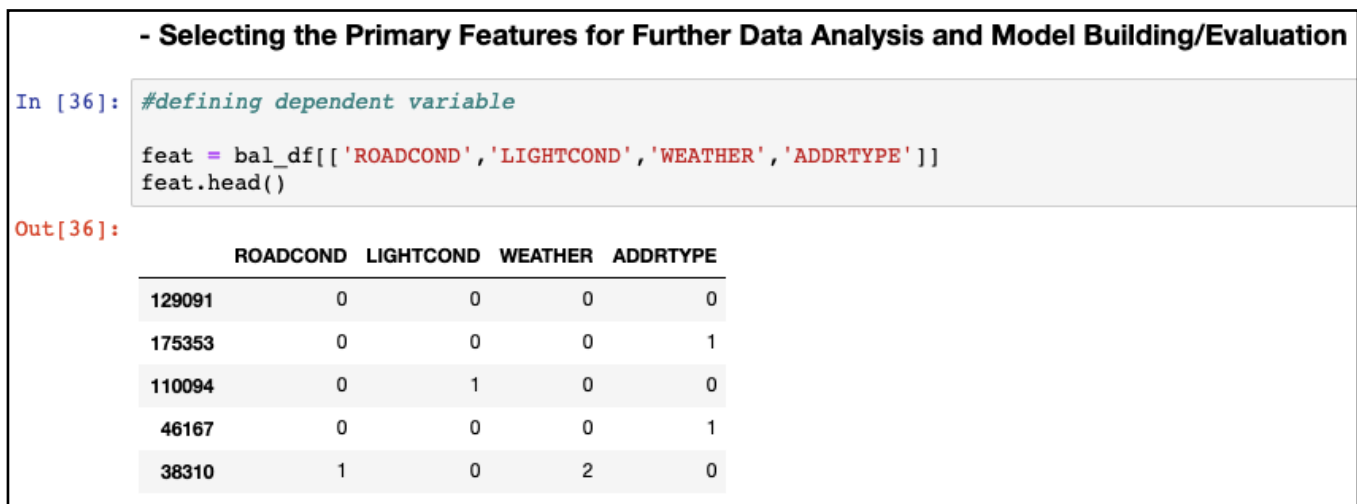 - Selecting the Primary Features for Further Data Analysis and Model Building/Evaluation
In [36]: #defining dependent variable
feat = bal_df[['ROADCOND','LIGHTCOND','WEATHER','ADDRTYPE']]
feat.head()
Out[36]:
ROADCOND LIGHTCOND WEATHER ADDRTYPE
129091 0 0 0 0
175353 0 0 0 1
110094 0 1 0 0
46167 0 0 0 1
38310 1 0 2 0